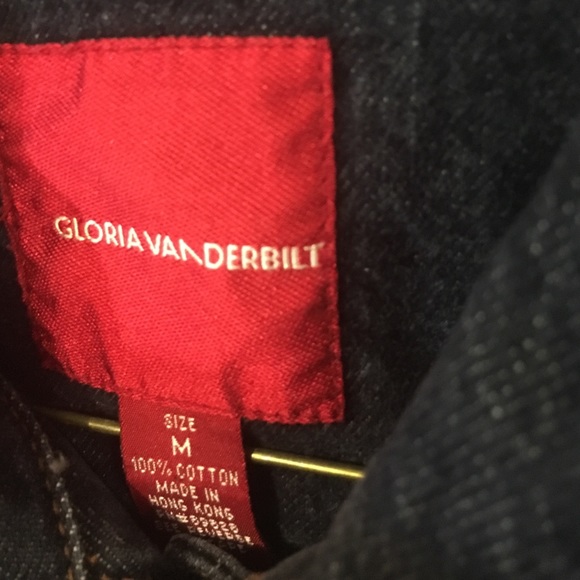 GLORIA VANDERBILT
SIZE
M
100% COTTON
MADE IN
HONG KONG